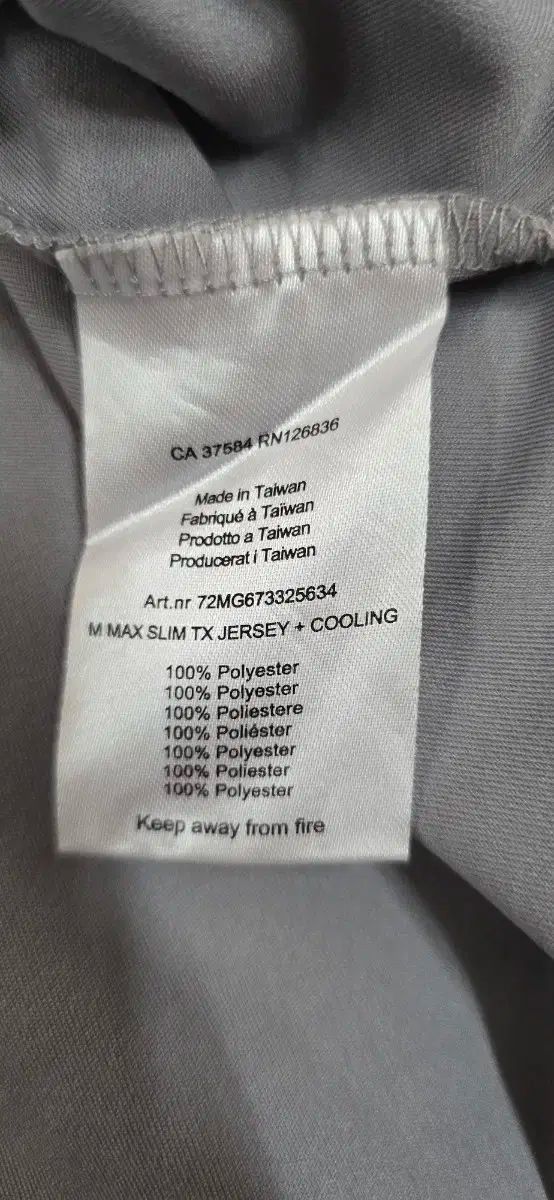 CA 37584 RN126836
Made in Taiwan
Fabriqué à Taïwan
Prodotto a Taiwan
Producerat i Taiwan
Art.nr 72MG673325634
M MAX SLIM TX JERSEY + COOLING
100% Polyester
100% Polyester
100% Poliestere
100% Poliéster
100% Polyester
100% Poliester
100% Polyester
Keep away from fire